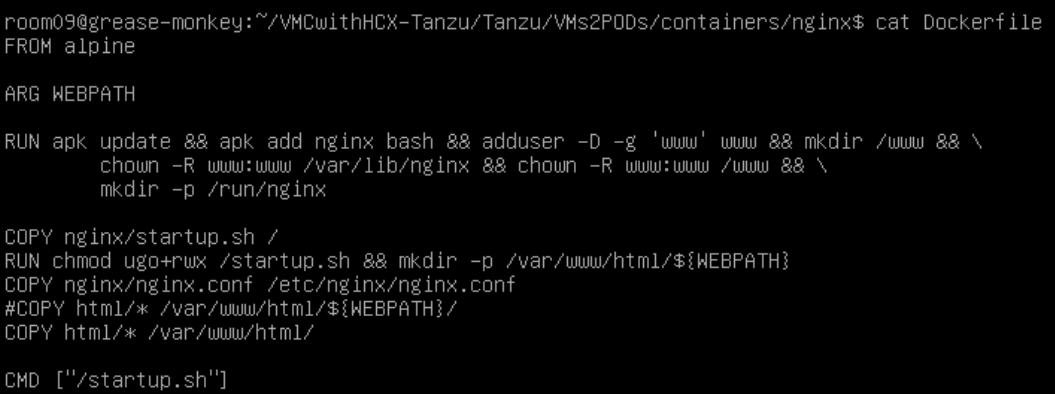 room09@grease-monkey:~/VMCwithHCX-Tanzu/Tanzu/VMs2PODs/containers/nginx$ cat Dockerfile
FROM alpine
ARG WEBPATH
RUN apk update && apk add nginx bash && adduser -D -g 'www' www && mkdir /www && \
chown -R www:www /var/lib/nginx && chown -R www:www /www && \
mkdir -p /run/nginx
COPY nginx/startup.sh /
RUN chmod ugo+rwx /startup.sh && mkdir -p /var/www/html/${WEBPATH}
COPY nginx/nginx.conf /etc/nginx/nginx.conf
#COPY html/* /var/www/html/${WEBPATH}/
COPY html/* /var/www/html/
CMD ["/startup.sh"]